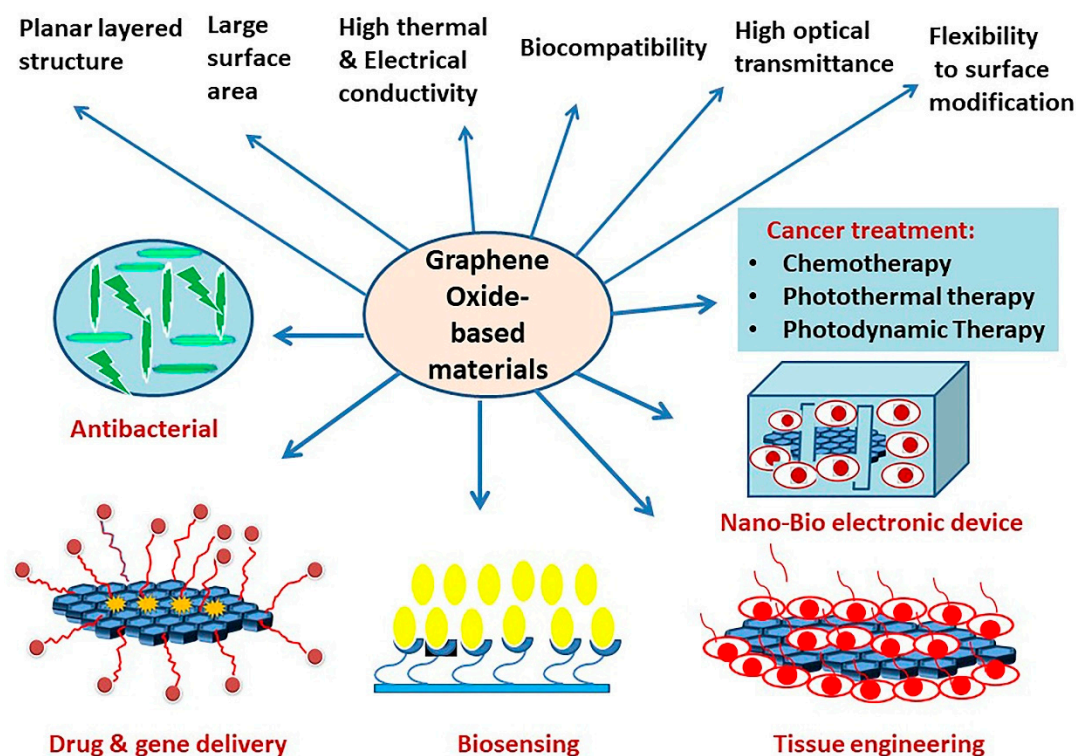 Planar layered
structure
Large
surface
area
High thermal
& Electrical
conductivity
Biocompatibility
High optical
transmittance
Flexibility
to surface
modification
Graphene
Oxide-
based
materials
Cancer treatment:
• Chemotherapy
• Photothermal therapy
• Photodynamic Therapy
Antibacterial
Nano-Bio electronic device
Drug & gene delivery
Biosensing
Tissue engineering